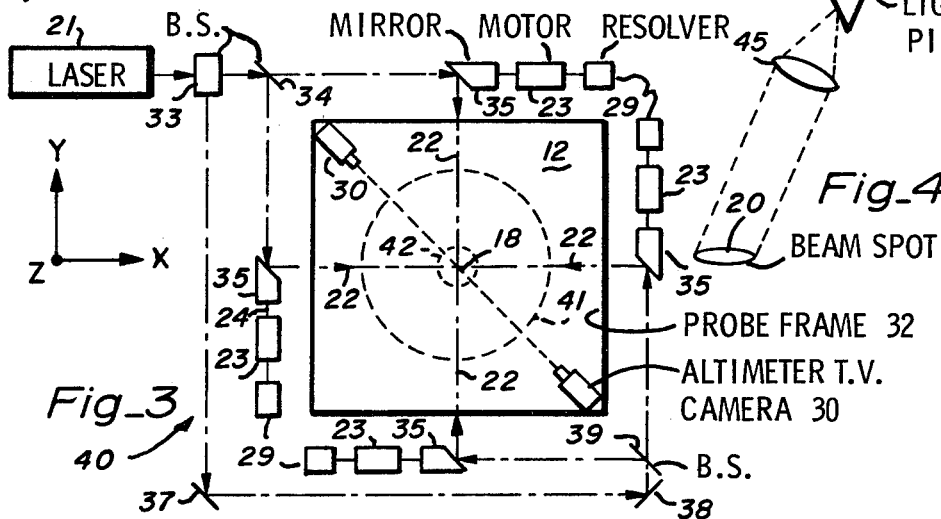 21
B.S.
MIRROR MOTOR RESOLVER
LIG
PI
LASER
33
34
35
23
29
45
Y
X
Z
22
12
30
23
Fig_4
20
BEAM SPOT
42
18
22
35
35
22
41
24
23
22
PROBE FRAME 32
ALTIMETER T.V.
CAMERA 30
Fig_3
40
29
23
35
39
29
B.S.
37
38